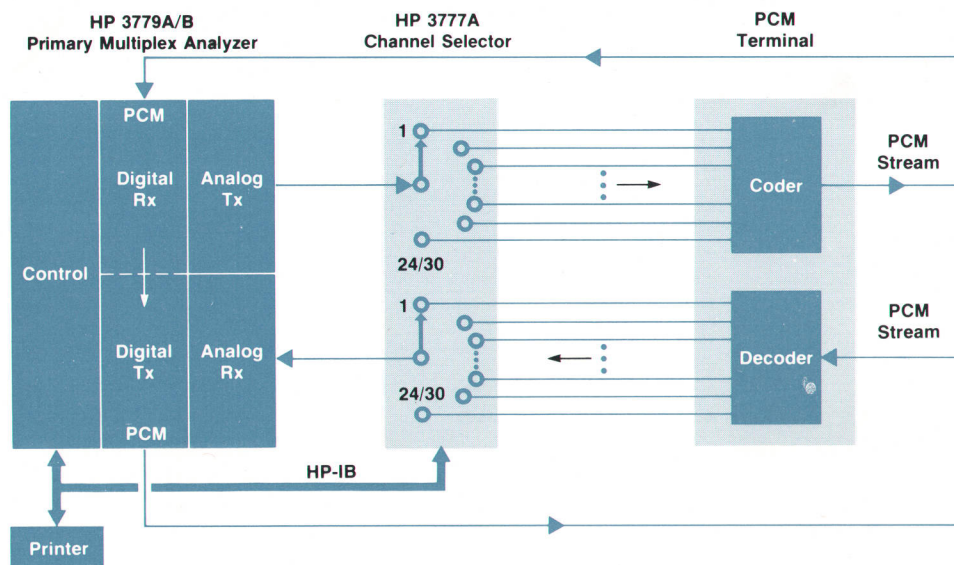 HP 3779A/B
Primary Multiplex Analyzer
HP 3777A
Channel Selector
PCM
Terminal
Control
PCM
Digital
Rx
Analog
Tx
Digital
Tx
Analog
Rx
PCM
1
24/30
1
24/30
Coder
Decoder
PCM
Stream
PCM
Stream
HP-IB
Printer